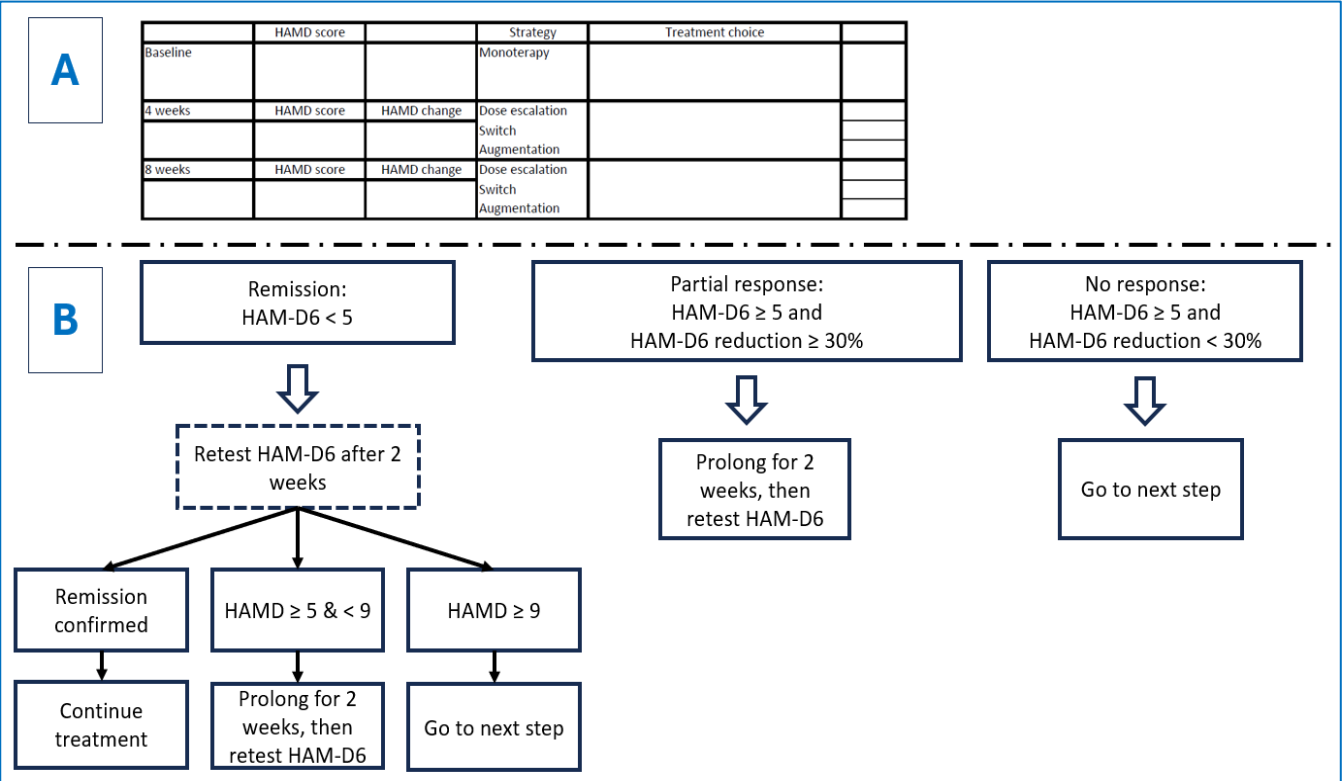 A
HAMD score Strategy Treatment choice
Baseline Monoterapy
4 weeks HAMD score HAMD change Dose escalation
Switch
Augmentation
8 weeks HAMD score HAMD change Dose escalation
Switch
Augmentation
B
Remission:
HAM-D6 < 5
Partial response:
HAM-D6 ≥ 5 and
HAM-D6 reduction ≥ 30%
No response:
HAM-D6 ≥ 5 and
HAM-D6 reduction < 30%
Retest HAM-D6 after 2
weeks
Prolong for 2
weeks, then
retest HAM-D6
Go to next step
Remission
confirmed
HAMD ≥ 5 & < 9
HAMD ≥ 9
Continue
treatment
Prolong for 2
weeks, then
retest HAM-D6
Go to next step